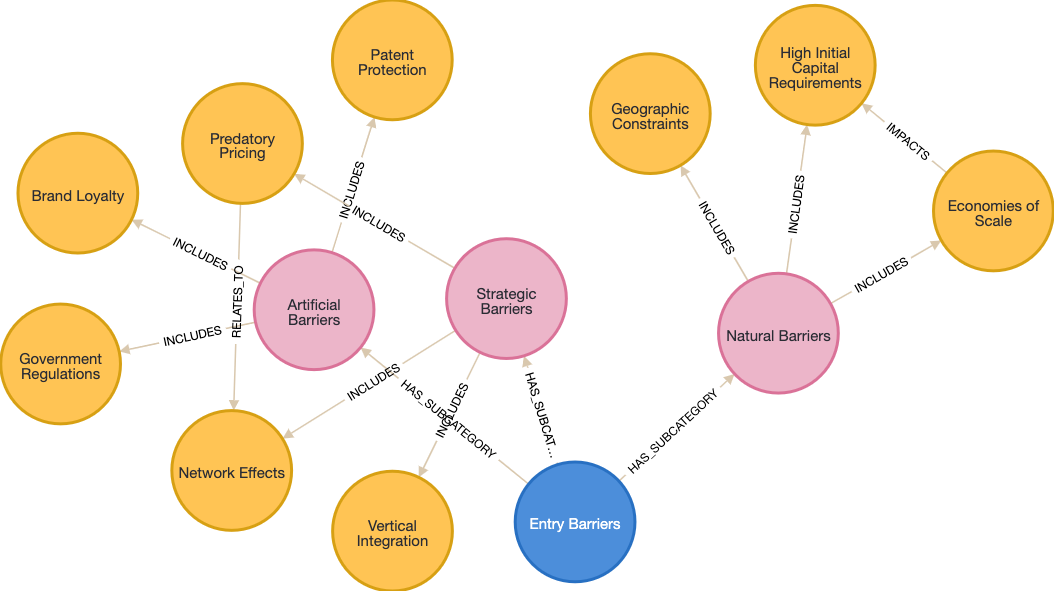 Patent
Protection
High Initial
Capital
Requirements
Geographic
Constraints
Predatory
Pricing
IMPACTS
Brand Loyalty
INCLUDES
INCLUDES
INCLUDES
INCLUDES
Economies of
Scale
INCLUDES
INCLUDES
RELATES_TO
Artificial
Barriers
Strategic
Barriers
INCLUDES
Natural Barriers
Government
Regulations
INCLUDES
HAS_SUBCATEGORY
INCLUDES
HAS_SUBCAT...
HAS_SUBCATEGORY
Network Effects
Vertical
Integration
Entry Barriers